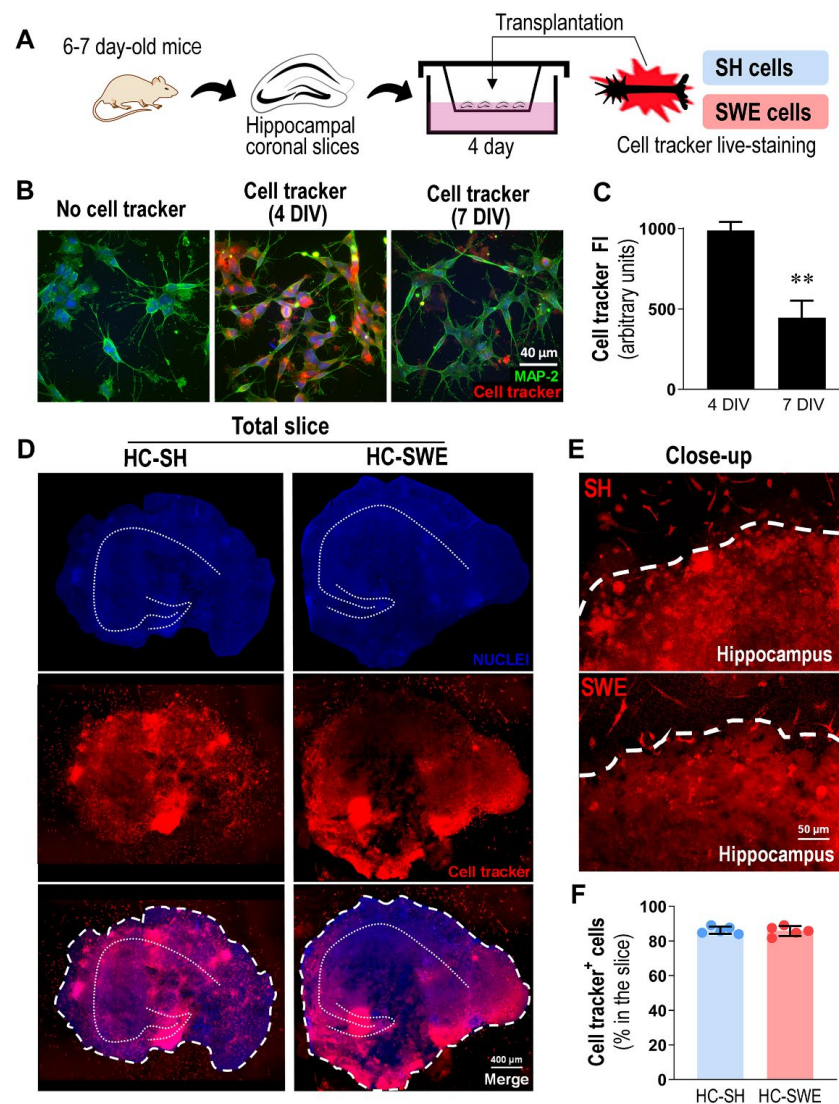 A
6-7 day-old mice
Hippocampal
coronal slices
Transplantation
4 day
SH cells
SWE cells
Cell tracker live-staining
B
No cell tracker
Cell tracker
(4 DIV)
Cell tracker
(7 DIV)
40 µm
MAP-2
Cell tracker
C
Cell tracker FI
(arbitrary units)
1000
500
0
**
4 DIV
7 DIV
D
Total slice
HC-SH
HC-SWE
NUCLEI
Cell tracker
400 µm
Merge
E
Close-up
SH
Hippocampus
SWE
50 µm
Hippocampus
F
Cell tracker+ cells
(% in the slice)
100
80
60
40
20
0
HC-SH
HC-SWE